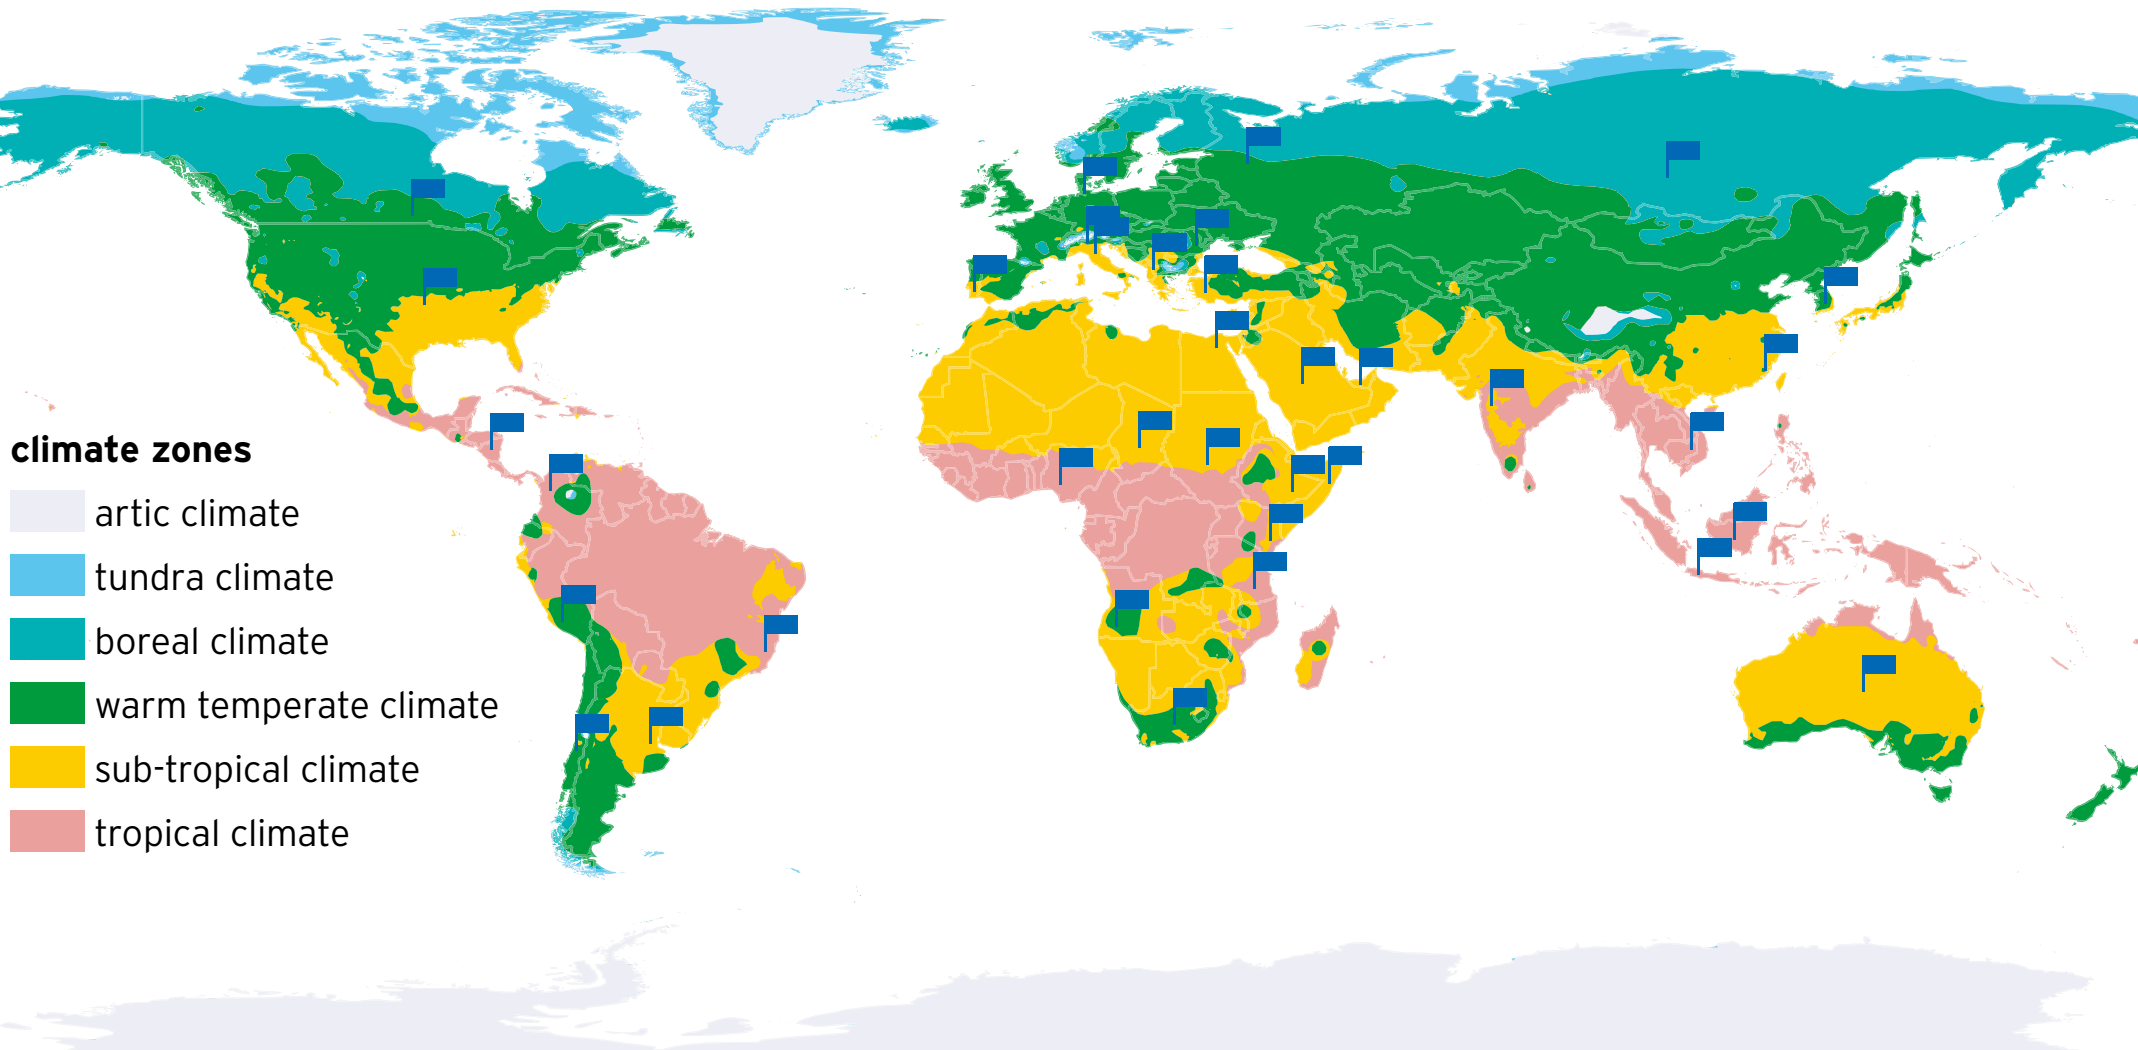 climate zones
artic climate
tundra climate
boreal climate
warm temperate climate
sub-tropical climate
tropical climate